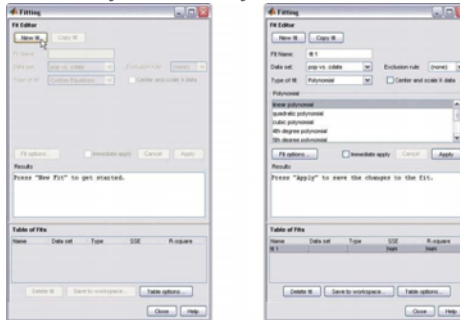 Fitting
Fit Editor
New fit Copy fit
Fit Name:
Data set: pop vs. cdate Exclusion rule: (none)
Type of fit: Custom Equations Center and scale X data
Fit options... Immediate apply Cancel Apply
Results
Press "New Fit" to get started.
Table of Fits
Name Data set Type SSE R-square
Delete fit Save to workspace... Table options...
Close Help
Fitting
Fit Editor
New fit Copy fit
Fit Name: fit 1
Data set: pop vs. cdate Exclusion rule: (none)
Type of fit: Polynomial Center and scale X data
Polynomial
linear polynomial
quadratic polynomial
cubic polynomial
4th degree polynomial
5th degree polynomial
Fit options... Immediate apply Cancel Apply
Results
Press "Apply" to save the changes to the fit.
Table of Fits
Name Data set Type SSE R-square
fit 1 NaN NaN
Delete fit Save to workspace... Table options...
Close Help